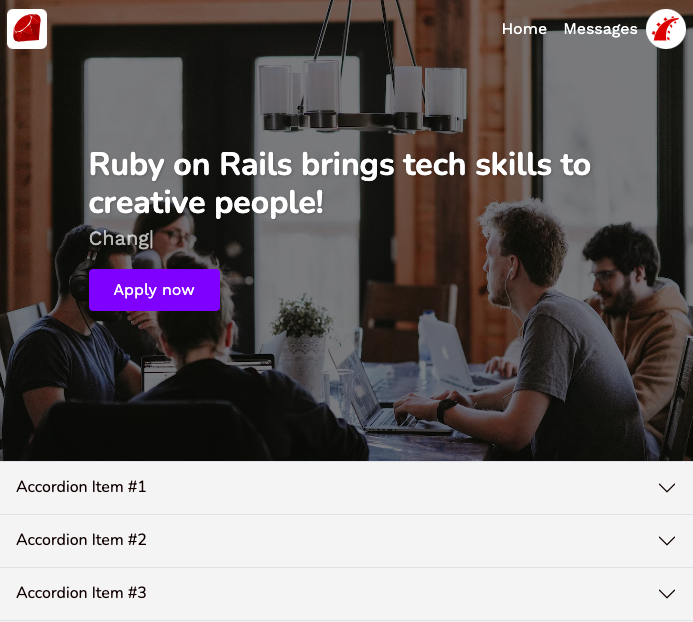 Home Messages
Ruby on Rails brings tech skills to
creative people!
Chang|
Apply now
Accordion Item #1
Accordion Item #2
Accordion Item #3